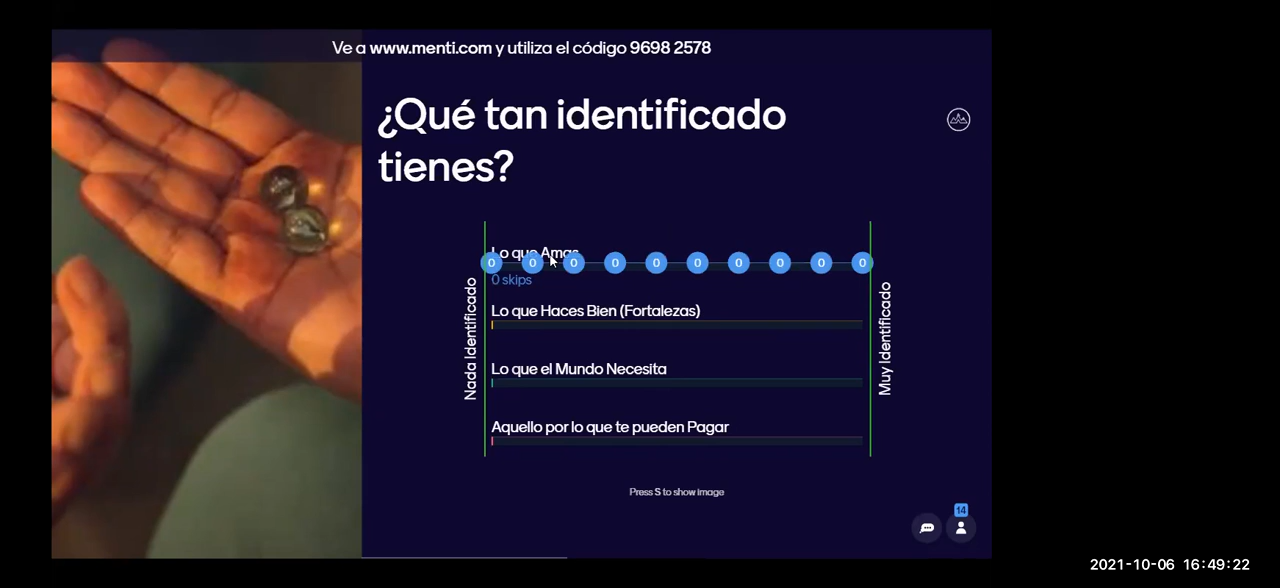 Ve a www.menti.com y utiliza el código 9698 2578
¿Qué tan identificado
tienes?
Lo que Amas
0 0 0 0 0 0 0 0 0 0
0 skips
Lo que Haces Bien (Fortalezas)
Lo que el Mundo Necesita
Aquello por lo que te pueden Pagar
Nada Identificado
Muy Identificado
Press S to show image
14
2021-10-06 16:49:22